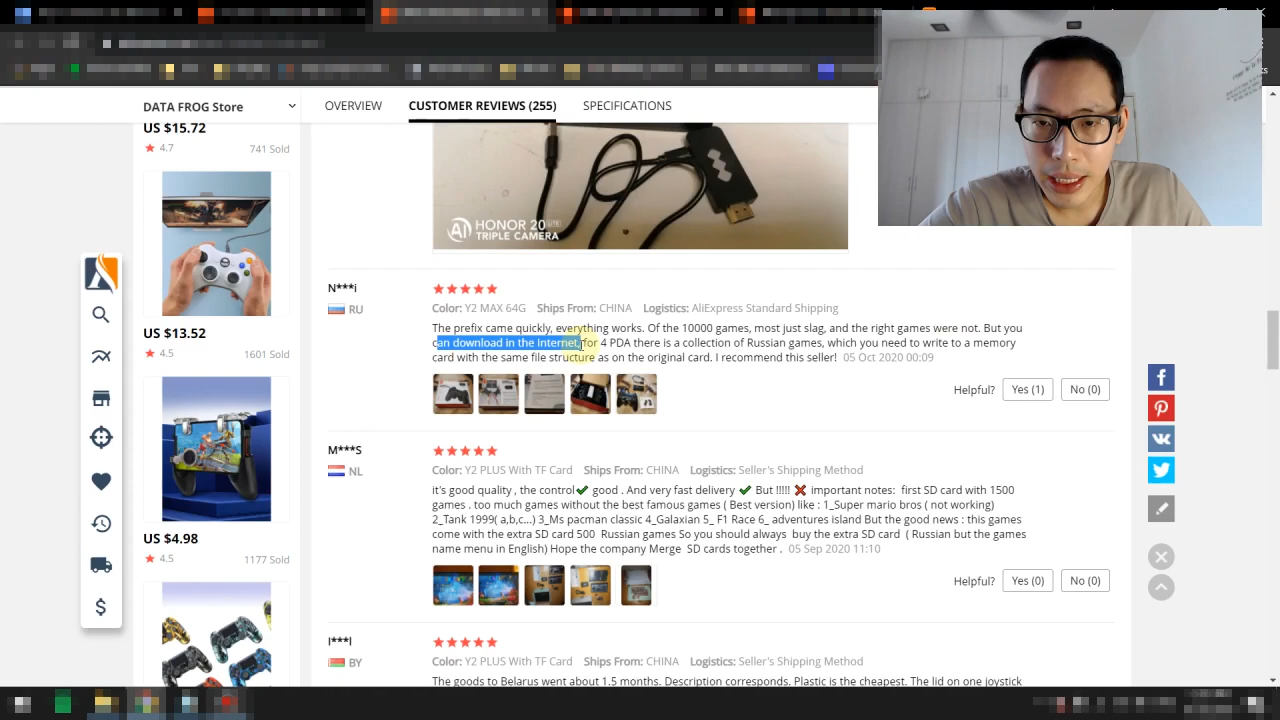 DATA FROG Store
OVERVIEW
CUSTOMER REVIEWS (255)
SPECIFICATIONS
US $15.72
4.7
741 Sold
US $13.52
4.5
1601 Sold
US $4.98
4.5
1177 Sold
$
AI HONOR 20
TRIPLE CAMERA
N***i
RU
Color: Y2 MAX 64G Ships From: CHINA Logistics: AliExpress Standard Shipping
The prefix came quickly, everything works. Of the 10000 games, most just slag, and the right games were not. But you
can download in the Internet, for 4 PDA there is a collection of Russian games, which you need to write to a memory
card with the same file structure as on the original card. I recommend this seller! 05 Oct 2020 00:09
Helpful? Yes (1) No (0)
M***S
NL
Color: Y2 PLUS With TF Card Ships From: CHINA Logistics: Seller's Shipping Method
it's good quality , the control✔ good . And very fast delivery ✔ But !!!!! ❌ important notes: first SD card with 1500
games . too much games without the best famous games ( Best version) like : 1_Super mario bros ( not working)
2_Tank 1999( a,b,c...) 3_Ms pacman classic 4_Galaxian 5_ F1 Race 6_ adventures island But the good news : this games
come with the extra SD card 500 Russian games So you should always buy the extra SD card ( Russian but the games
name menu in English) Hope the company Merge SD cards together . 05 Sep 2020 11:10
Helpful? Yes (0) No (0)
I***I
BY
Color: Y2 PLUS With TF Card Ships From: CHINA Logistics: Seller's Shipping Method
The goods to Belarus went about 1.5 months. Description corresponds. Plastic is the cheapest. The lid on one joystick